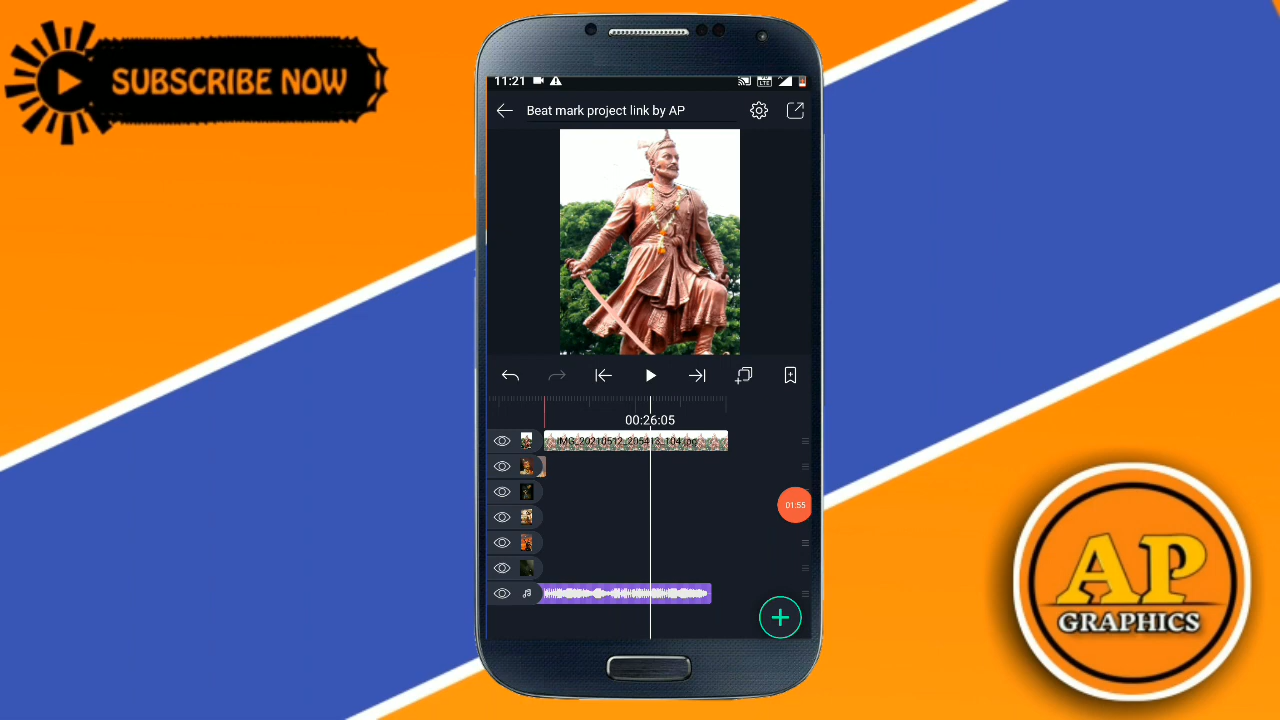 SUBSCRIBE NOW
11:21
LTE
Beat mark project link by AP
00:26:05
IMG_20210512_205413_104.jpg
01:55
AP
GRAPHICS